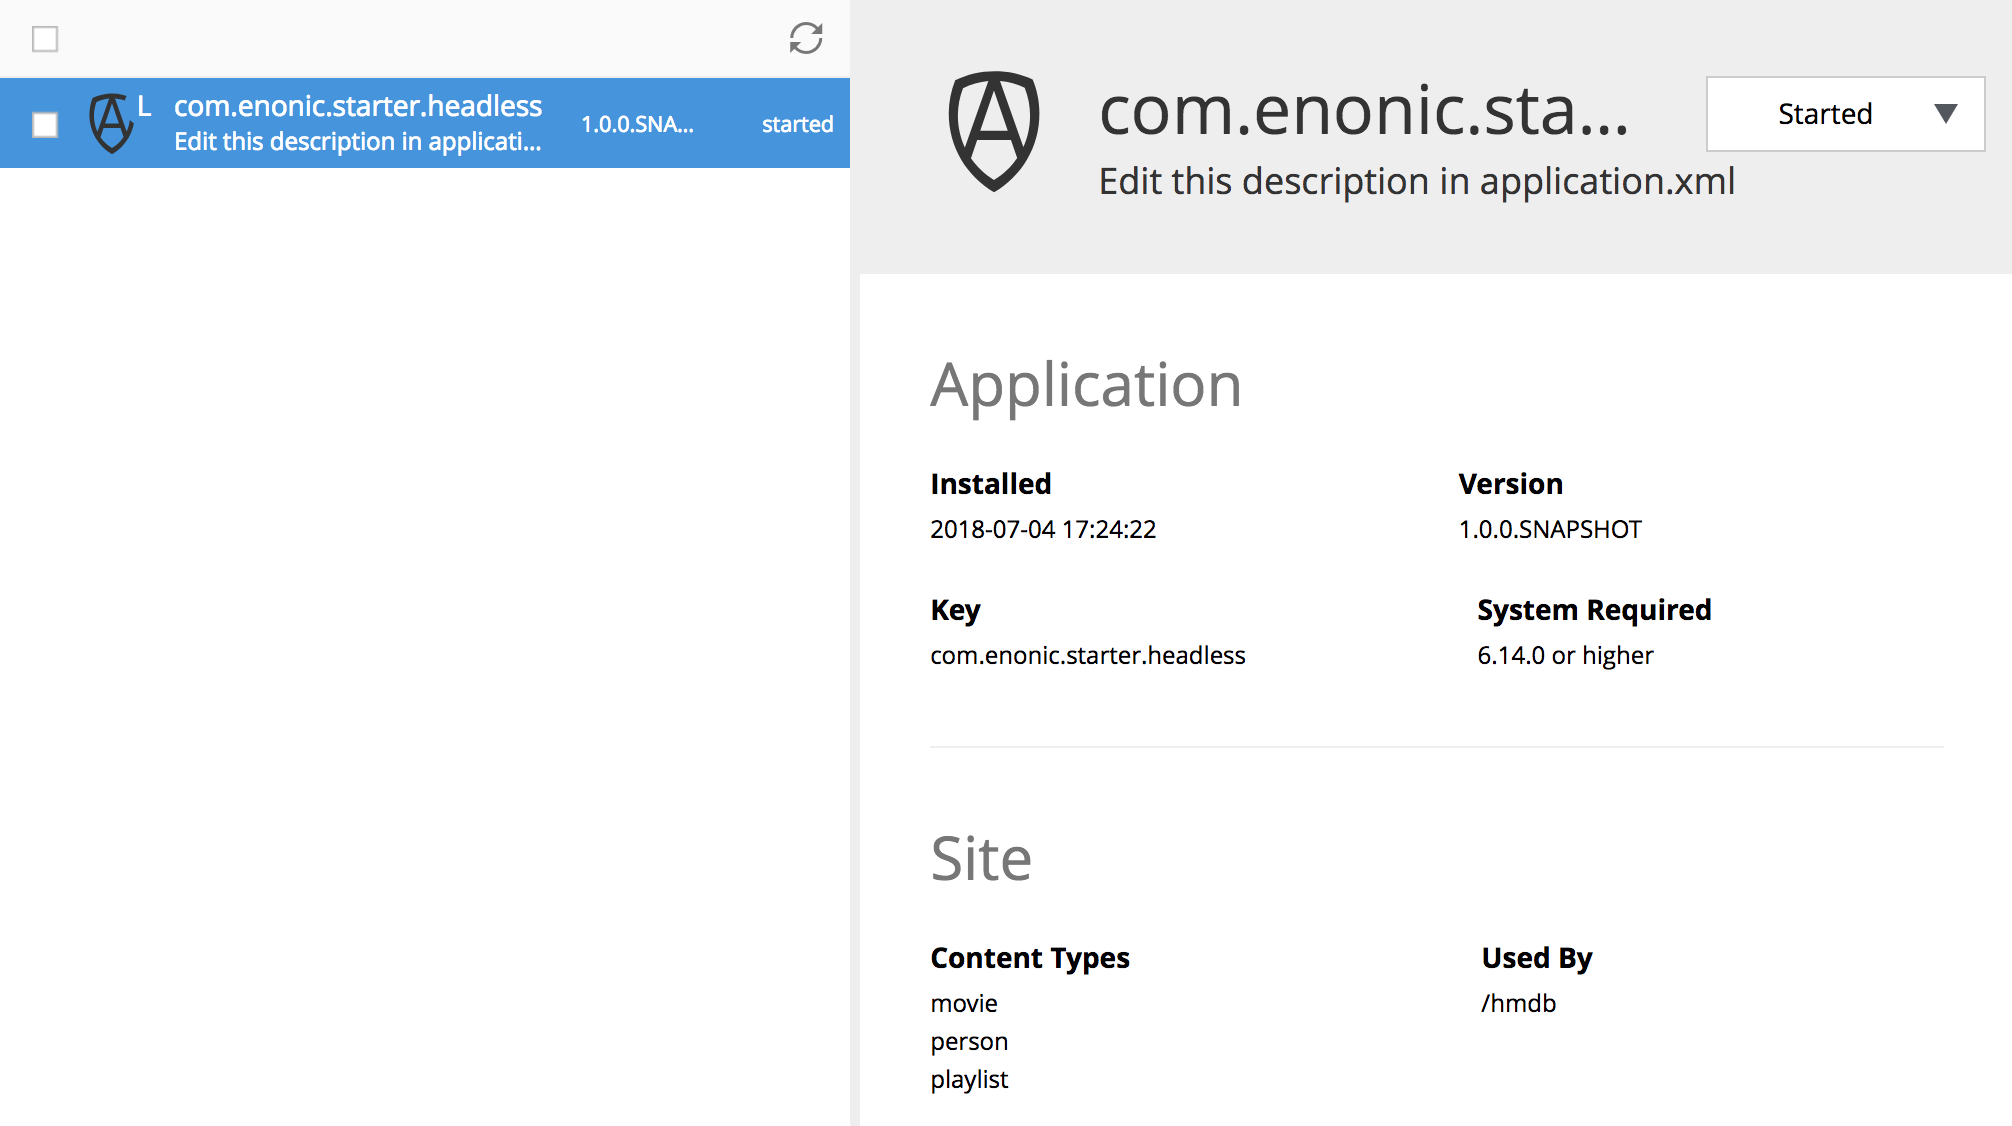 L
com.enonic.starter.headless
Edit this description in applicati...
1.0.0.SNA...
started
com.enonic.sta...
Started
Edit this description in application.xml
Application
Installed
Version
2018-07-04 17:24:22
1.0.0.SNAPSHOT
Key
System Required
com.enonic.starter.headless
6.14.0 or higher
Site
Content Types
Used By
movie
/hmdb
person
playlist